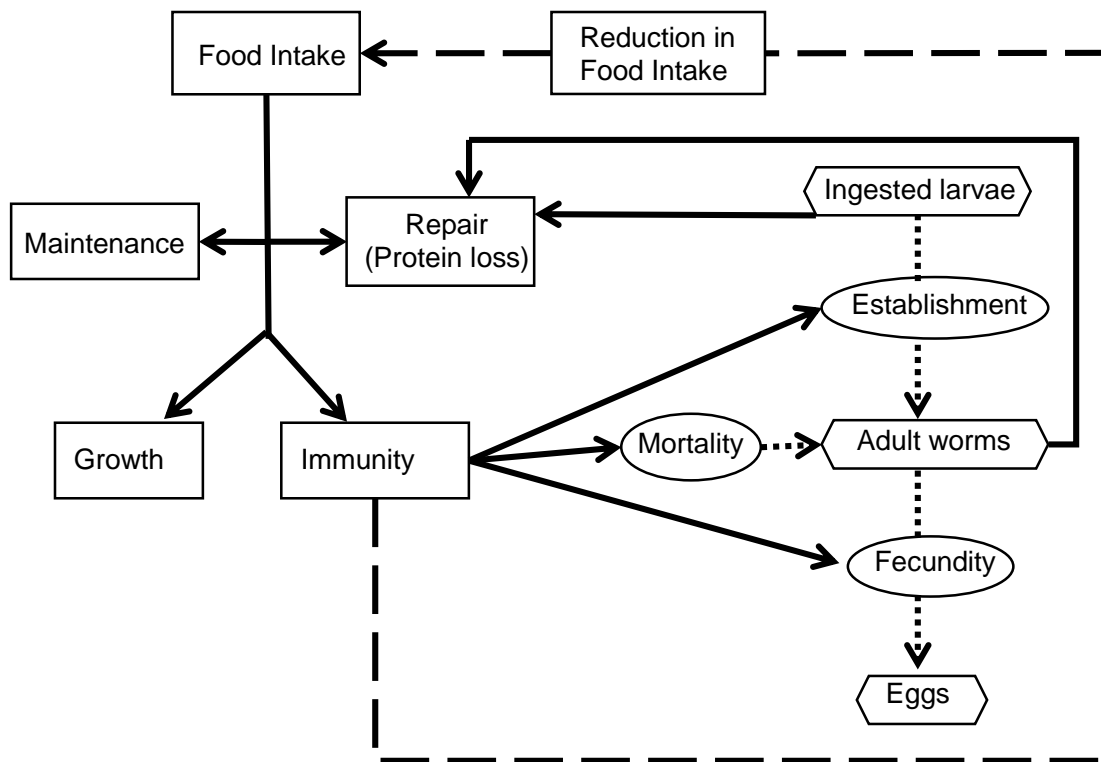 Food Intake
Reduction in
Food Intake
Ingested larvae
Maintenance
Repair
(Protein loss)
Establishment
Growth
Immunity
Mortality
Adult worms
Fecundity
Eggs